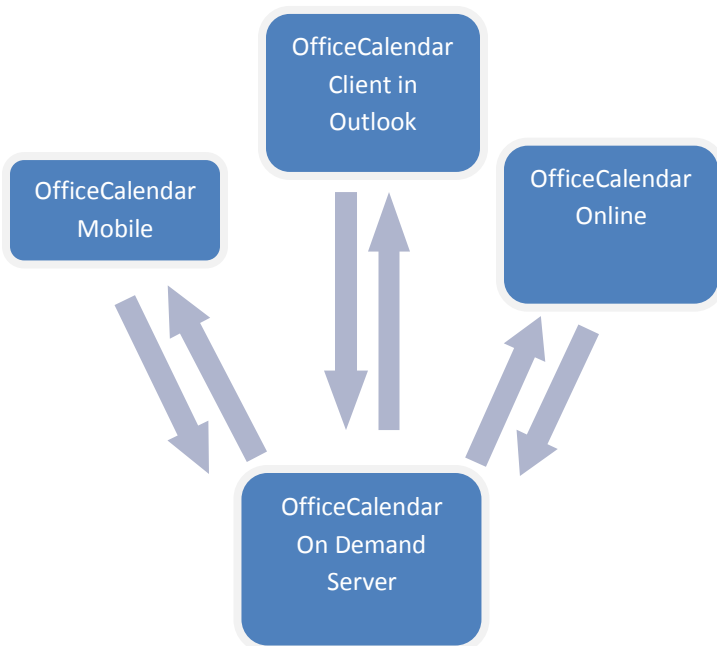 OfficeCalendar
Client in
Outlook
OfficeCalendar
Mobile
OfficeCalendar
Online
OfficeCalendar
On Demand
Server